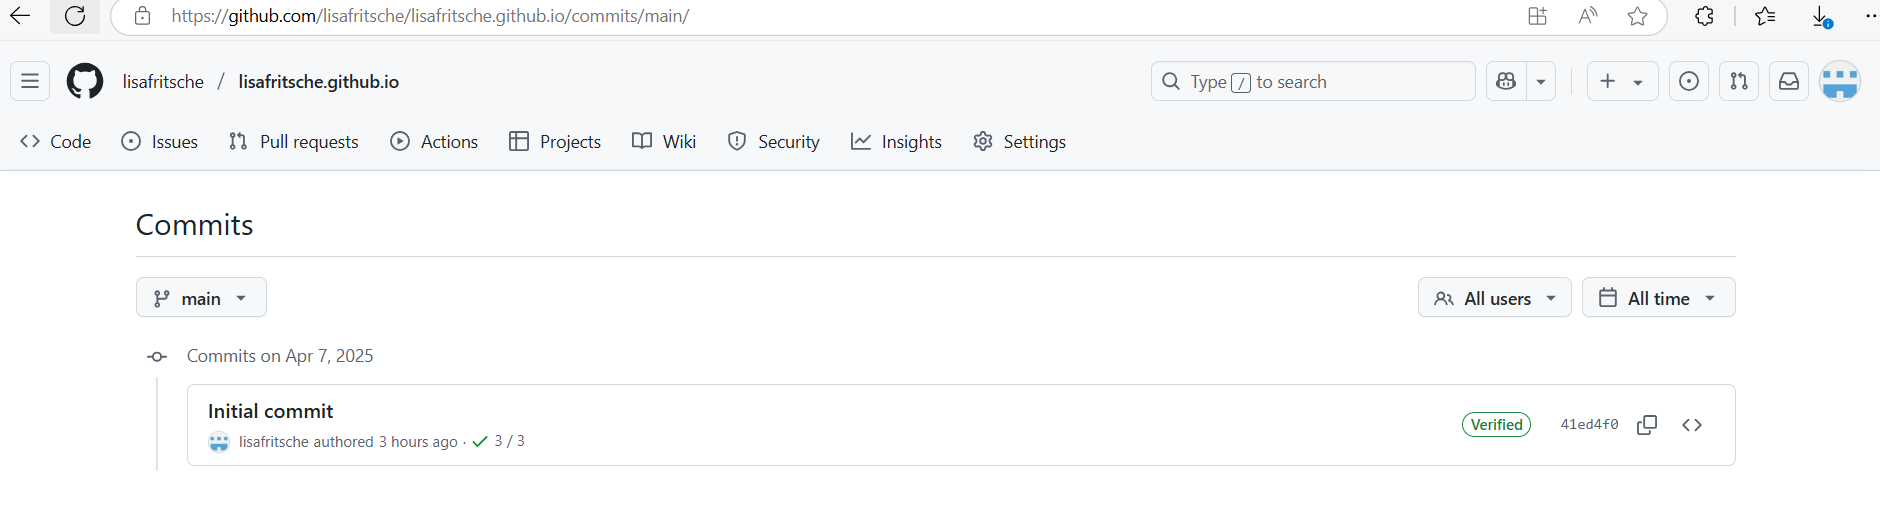 https://github.com/lisafritsche/lisafritsche.github.io/commits/main/
lisafritsche / lisafritsche.github.io
Type / to search
Code Issues Pull requests Actions Projects Wiki Security Insights Settings
Commits
main
All users All time
Commits on Apr 7, 2025
Initial commit
lisafritsche authored 3 hours ago · 3 / 3
Verified 41ed4f0